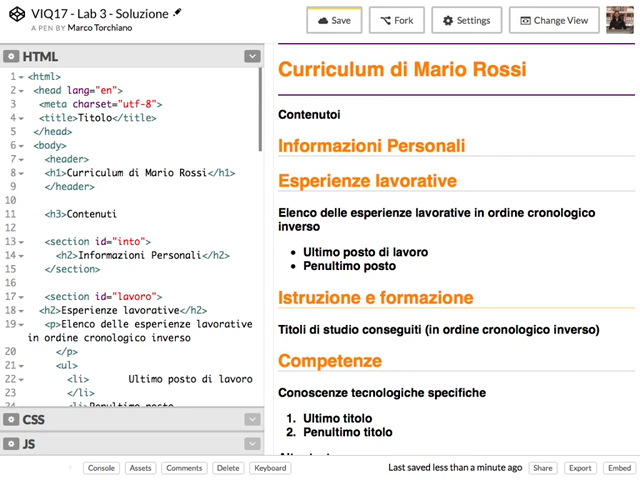 VIQ17 - Lab 3 - Soluzione
A PEN BY Marco Torchiano
Save
Fork
Settings
Change View
HTML
1 <html>
2 <head lang="en">
3 <meta charset="utf-8">
4 <title>Titolo</title>
5 </head>
6 <body>
7 <header>
8 <h1>Curriculum di Mario Rossi</h1>
9 </header>
10
11 <h3>Contenuti
12
13 <section id="into">
14 <h2>Informazioni Personali</h2>
15 </section>
16
17 <section id="lavoro">
18 <h2>Esperienze lavorative</h2>
19 <p>Elenco delle esperienze lavorative
in ordine cronologico inverso
20 </p>
21 <ul>
22 <li> Ultimo posto di lavoro
23 </li>
24 <li>Penultimo posto
CSS
JS
Curriculum di Mario Rossi
Contenutoi
Informazioni Personali
Esperienze lavorative
Elenco delle esperienze lavorative in ordine cronologico
inverso
• Ultimo posto di lavoro
• Penultimo posto
Istruzione e formazione
Titoli di studio conseguiti (in ordine cronologico inverso)
Competenze
Conoscenze tecnologiche specifiche
1. Ultimo titolo
2. Penultimo titolo
Console
Assets
Comments
Delete
Keyboard
Last saved less than a minute ago
Share
Export
Embed